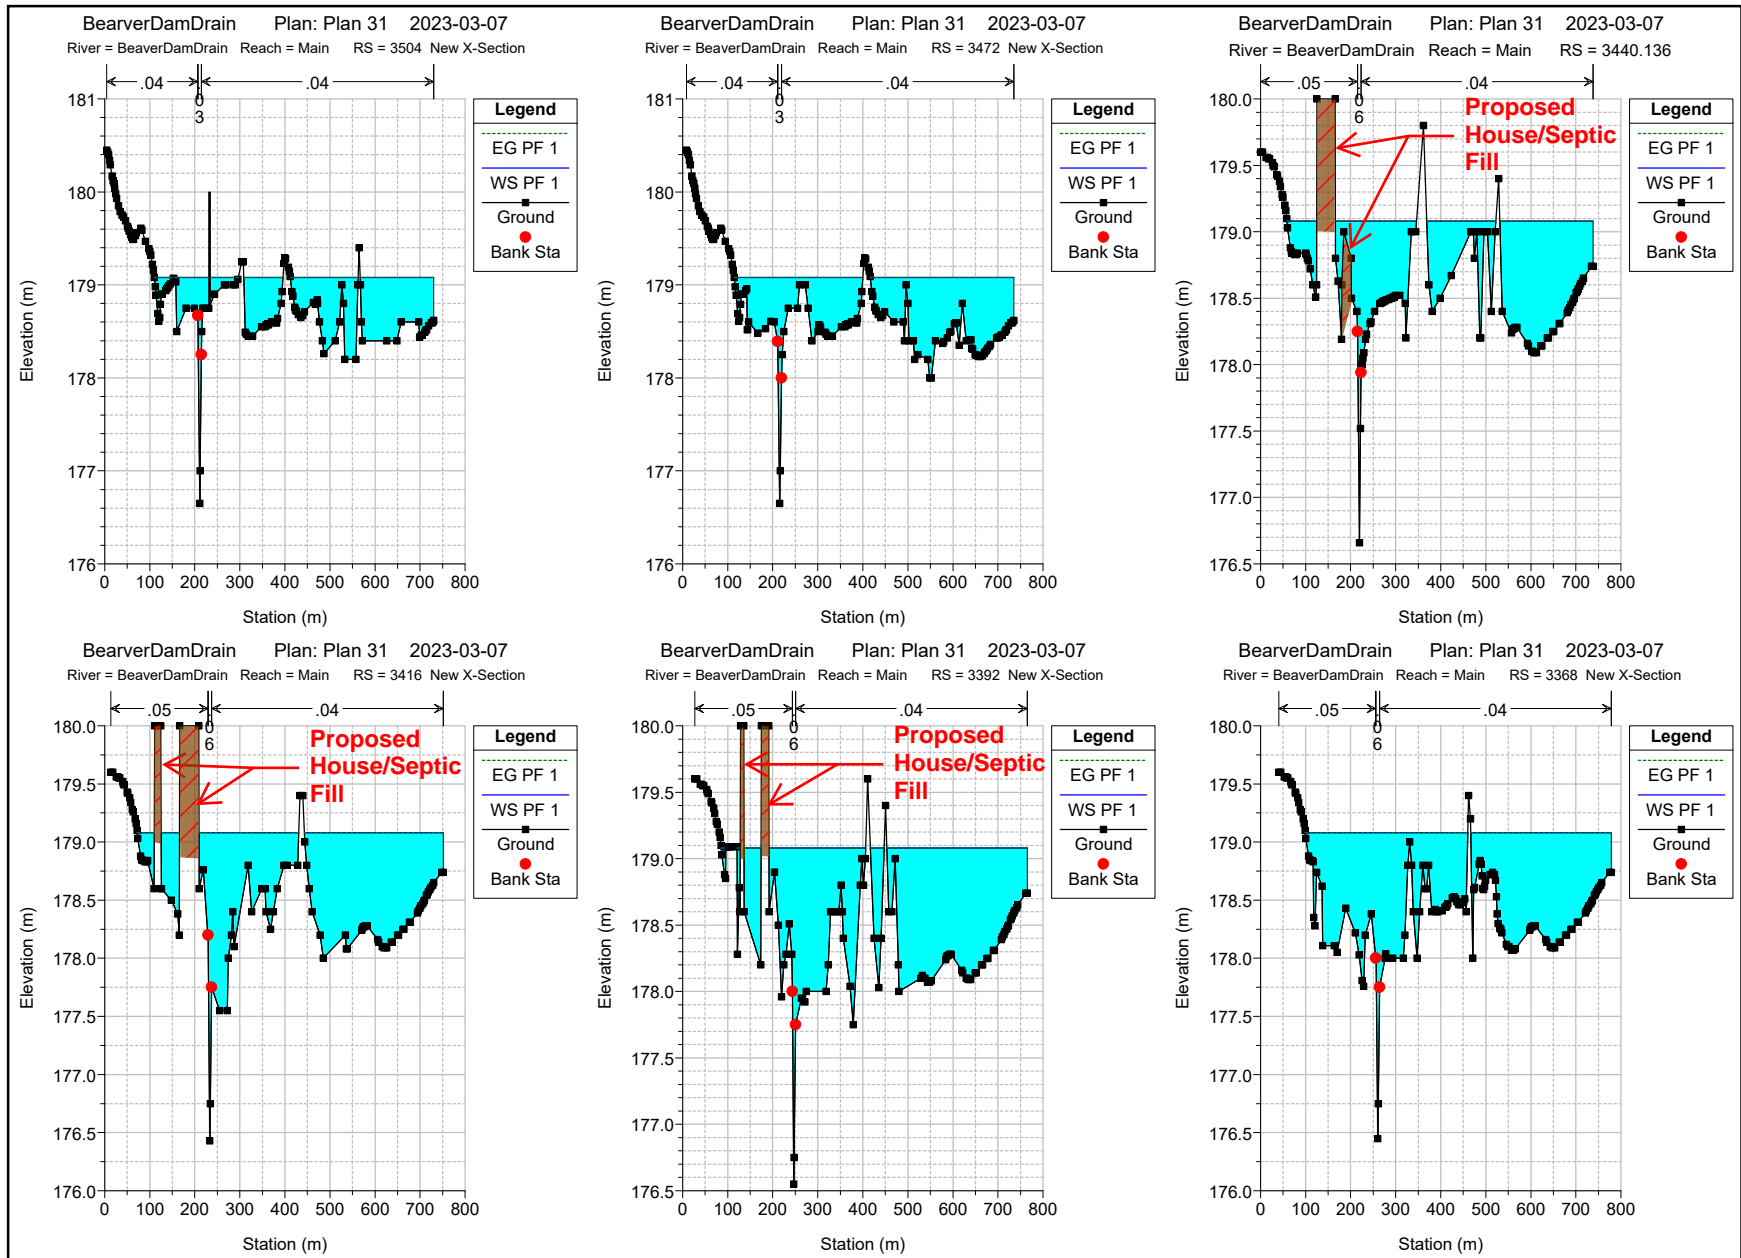 BearverDamDrain Plan: Plan 31 2023-03-07
River = BeaverDamDrain Reach = Main RS = 3504 New X-Section
.04
.03
.04
Legend
EG PF 1
WS PF 1
Ground
Bank Sta
181
180
179
178
177
176
Elevation (m)
0 100 200 300 400 500 600 700 800
Station (m)
BearverDamDrain Plan: Plan 31 2023-03-07
River = BeaverDamDrain Reach = Main RS = 3472 New X-Section
.04
.03
.04
Legend
EG PF 1
WS PF 1
Ground
Bank Sta
181
180
179
178
177
176
Elevation (m)
0 100 200 300 400 500 600 700 800
Station (m)
BearverDamDrain Plan: Plan 31 2023-03-07
River = BeaverDamDrain Reach = Main RS = 3440.136
.05
.06
.04
Proposed
House/Septic
Fill
Legend
EG PF 1
WS PF 1
Ground
Bank Sta
180.0
179.5
179.0
178.5
178.0
177.5
177.0
176.5
Elevation (m)
0 100 200 300 400 500 600 700 800
Station (m)
BearverDamDrain Plan: Plan 31 2023-03-07
River = BeaverDamDrain Reach = Main RS = 3416 New X-Section
.05
.06
.04
Proposed
House/Septic
Fill
Legend
EG PF 1
WS PF 1
Ground
Bank Sta
180.0
179.5
179.0
178.5
178.0
177.5
177.0
176.5
176.0
Elevation (m)
0 100 200 300 400 500 600 700 800
Station (m)
BearverDamDrain Plan: Plan 31 2023-03-07
River = BeaverDamDrain Reach = Main RS = 3392 New X-Section
.05
.06
.04
Proposed
House/Septic
Fill
Legend
EG PF 1
WS PF 1
Ground
Bank Sta
180.0
179.5
179.0
178.5
178.0
177.5
177.0
176.5
Elevation (m)
0 100 200 300 400 500 600 700 800
Station (m)
BearverDamDrain Plan: Plan 31 2023-03-07
River = BeaverDamDrain Reach = Main RS = 3368 New X-Section
.05
.06
.04
Legend
EG PF 1
WS PF 1
Ground
Bank Sta
180.0
179.5
179.0
178.5
178.0
177.5
177.0
176.5
176.0
Elevation (m)
0 100 200 300 400 500 600 700 800
Station (m)